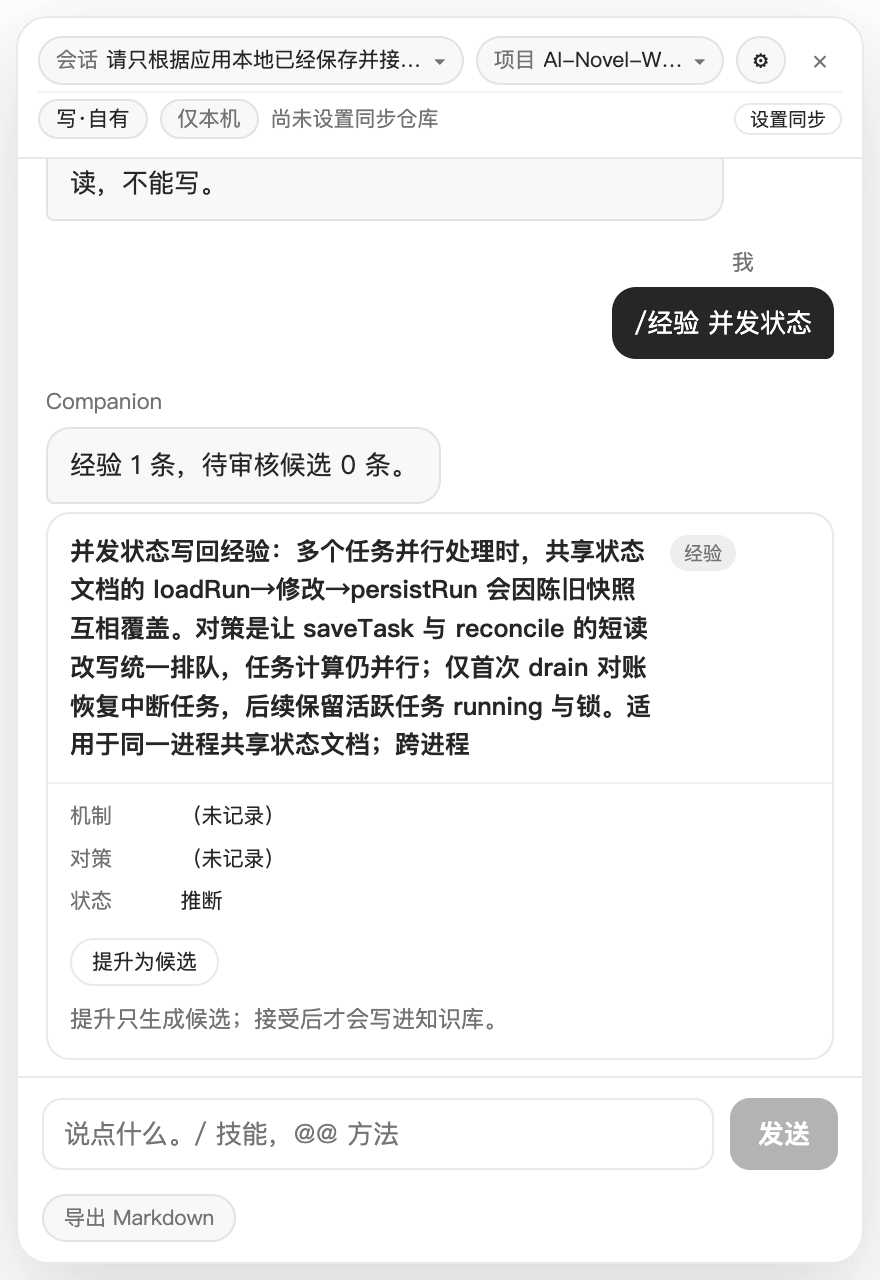 会话 请只根据应用本地已经保存并接… 项目 AI–Novel–W… ×
写·自有 仅本机 尚未设置同步仓库 设置同步
读，不能写。
我
/经验 并发状态
Companion
经验 1 条，待审核候选 0 条。
并发状态写回经验：多个任务并行处理时，共享状态 经验
文档的 loadRun→修改→persistRun 会因陈旧快照
互相覆盖。对策是让 saveTask 与 reconcile 的短读
改写统一排队，任务计算仍并行；仅首次 drain 对账
恢复中断任务，后续保留活跃任务 running 与锁。适
用于同一进程共享状态文档；跨进程
机制 （未记录）
对策 （未记录）
状态 推断
提升为候选
提升只生成候选；接受后才会写进知识库。
说点什么。/ 技能，@@ 方法 发送
导出 Markdown